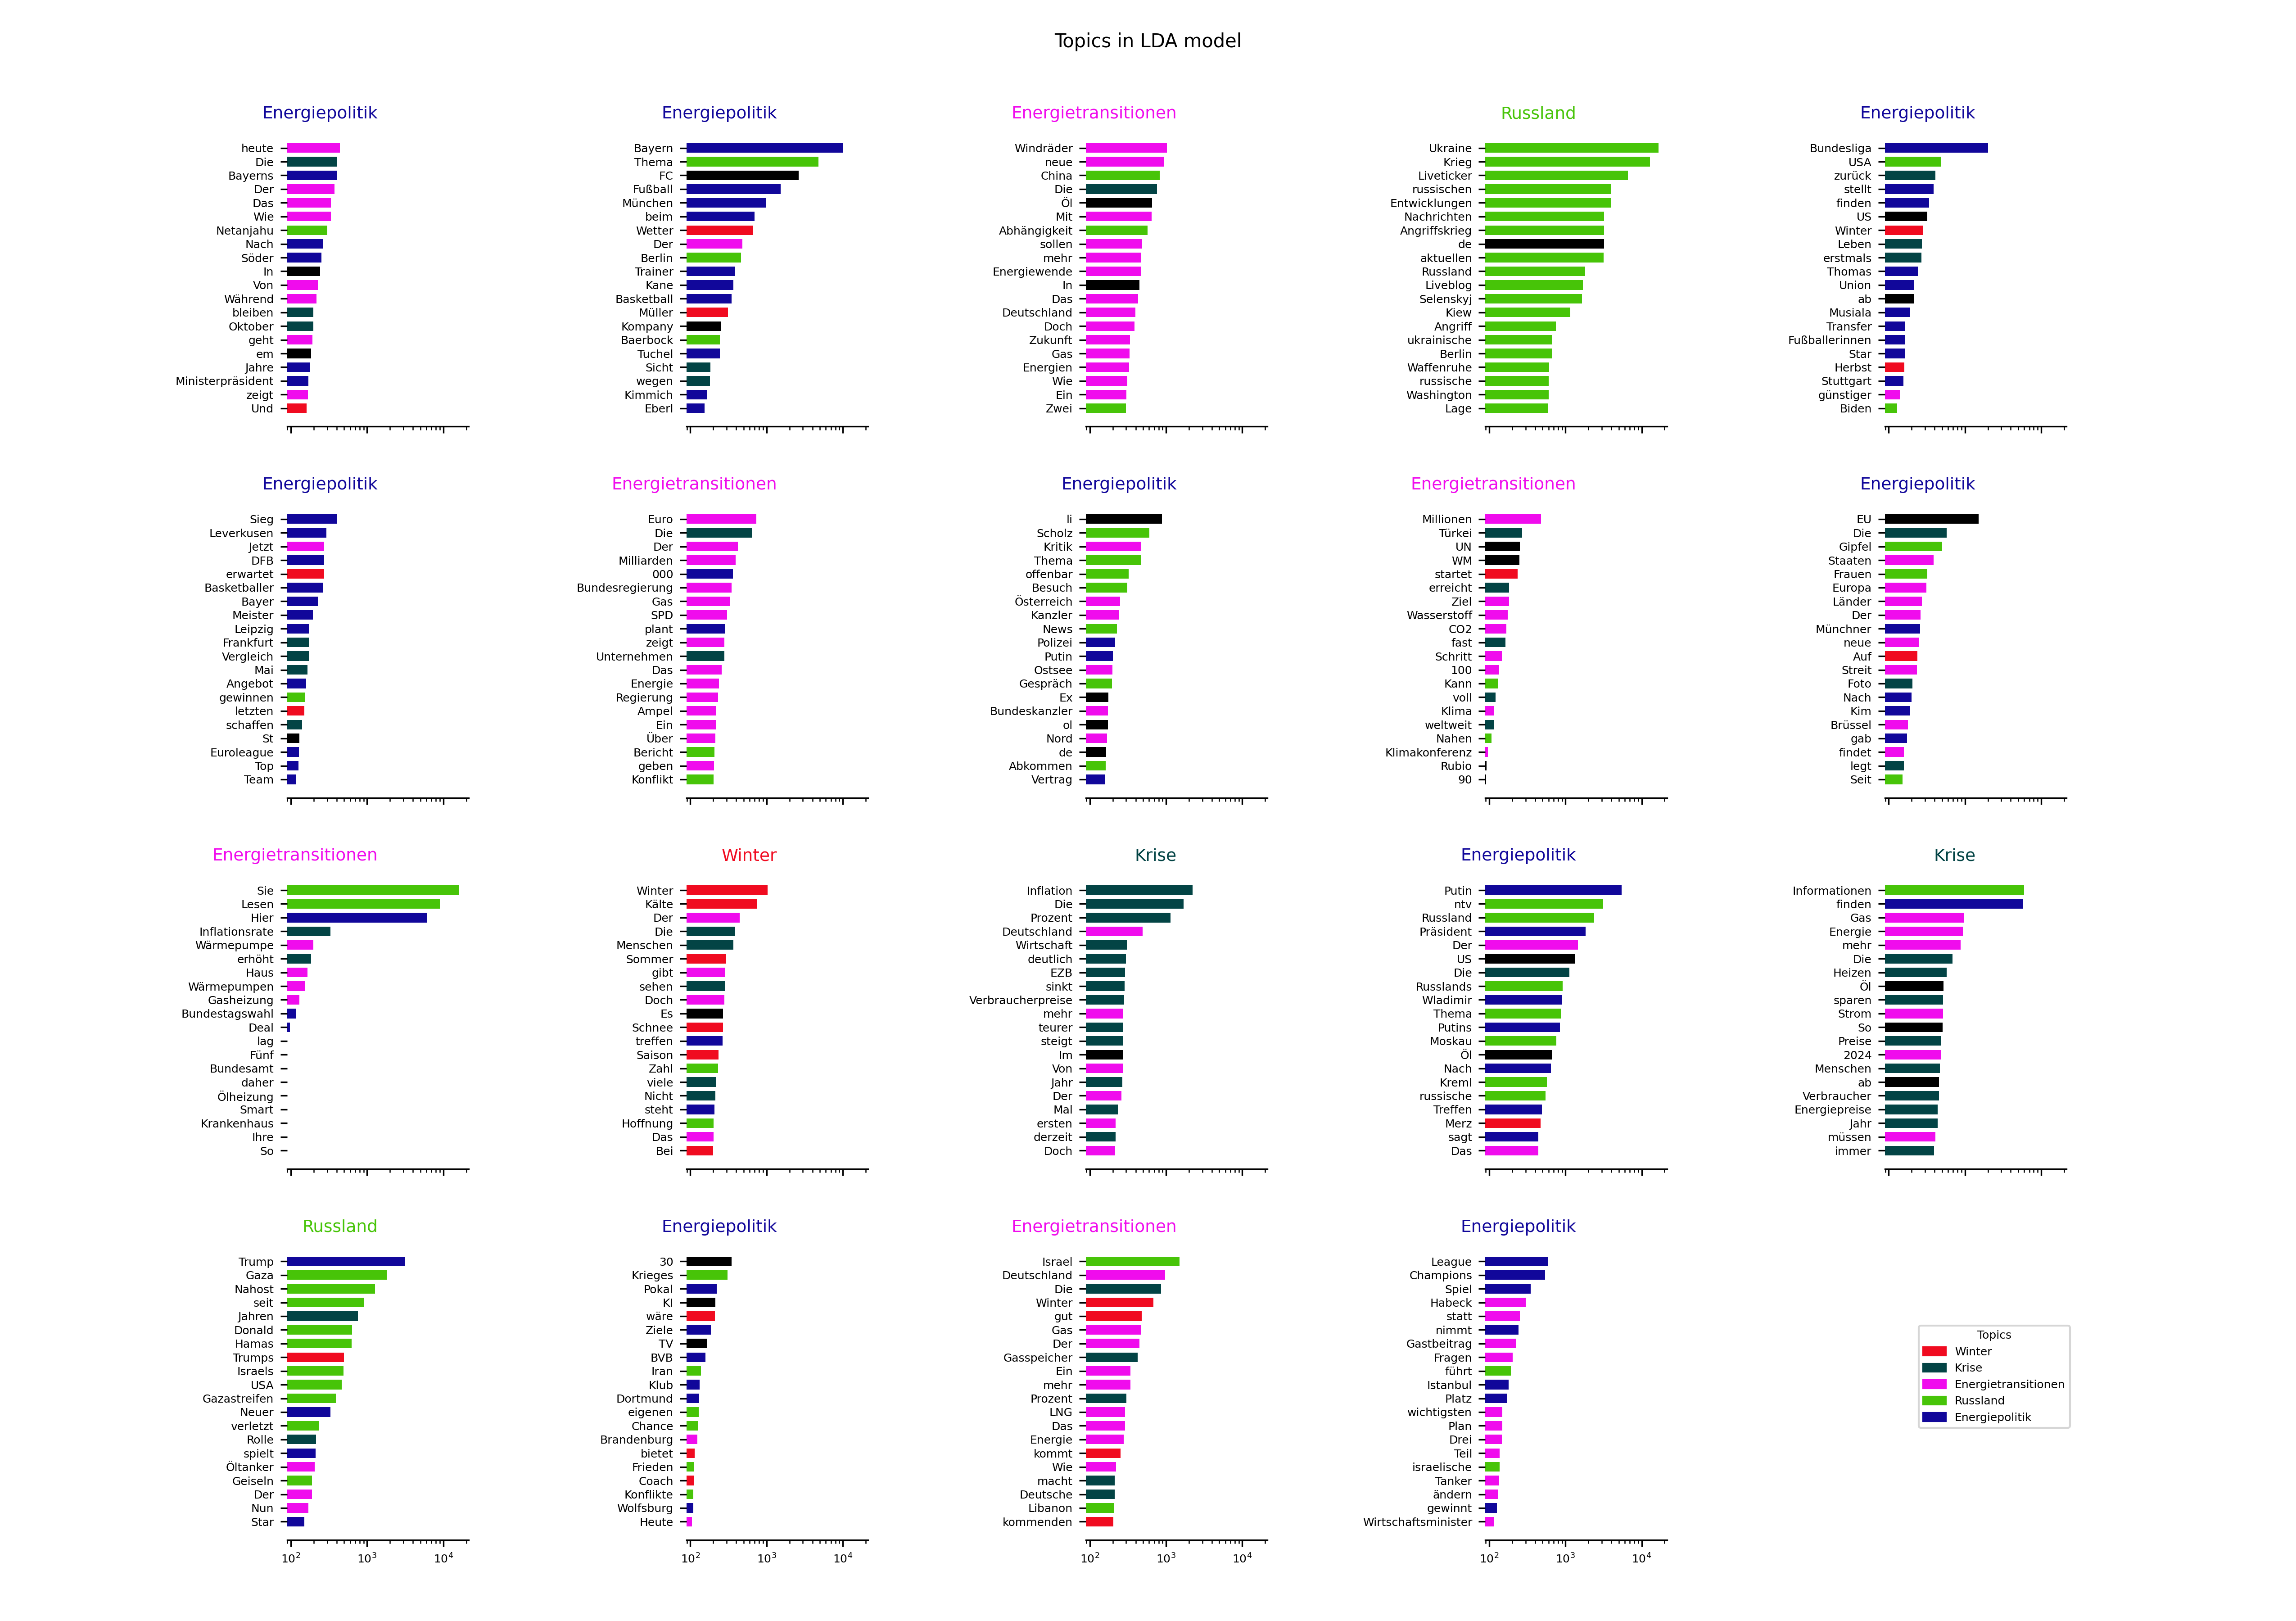 Topics in LDA model
Energiepolitik
heute
Die
Bayerns
Der
Das
Wie
Netanjahu
Nach
Söder
In
Von
Während
bleiben
Oktober
geht
em
Jahre
Ministerpräsident
zeigt
Und
Energiepolitik
Bayern
Thema
FC
Fußball
München
beim
Wetter
Der
Berlin
Trainer
Kane
Basketball
Müller
Kompany
Baerbock
Tuchel
Sicht
wegen
Kimmich
Eberl
Energietransitionen
Windräder
neue
China
Die
Öl
Mit
Abhängigkeit
sollen
mehr
Energiewende
In
Das
Deutschland
Doch
Zukunft
Gas
Energien
Wie
Ein
Zwei
Russland
Ukraine
Krieg
Liveticker
russischen
Entwicklungen
Nachrichten
Angriffskrieg
de
aktuellen
Russland
Liveblog
Selenskyj
Kiew
Angriff
ukrainische
Berlin
Waffenruhe
russische
Washington
Lage
Energiepolitik
Bundesliga
USA
zurück
stellt
finden
US
Winter
Leben
erstmals
Thomas
Union
ab
Musiala
Transfer
Fußballerinnen
Star
Herbst
Stuttgart
günstiger
Biden
Energiepolitik
Sieg
Leverkusen
Jetzt
DFB
erwartet
Basketballer
Bayer
Meister
Leipzig
Frankfurt
Vergleich
Mai
Angebot
gewinnen
letzten
schaffen
St
Euroleague
Top
Team
Energietransitionen
Euro
Die
Der
Milliarden
000
Bundesregierung
Gas
SPD
plant
zeigt
Unternehmen
Das
Energie
Regierung
Ampel
Ein
Über
Bericht
geben
Konflikt
Energiepolitik
li
Scholz
Kritik
Thema
offenbar
Besuch
Österreich
Kanzler
News
Polizei
Putin
Ostsee
Gespräch
Ex
Bundeskanzler
ol
Nord
de
Abkommen
Vertrag
Energietransitionen
Millionen
Türkei
UN
WM
startet
erreicht
Ziel
Wasserstoff
CO2
fast
Schritt
100
Kann
voll
Klima
weltweit
Nahen
Klimakonferenz
Rubio
90
Energiepolitik
EU
Die
Gipfel
Staaten
Frauen
Europa
Länder
Der
Münchner
neue
Auf
Streit
Foto
Nach
Kim
Brüssel
gab
findet
legt
Seit
Energietransitionen
Sie
Lesen
Hier
Inflationsrate
Wärmepumpe
erhöht
Haus
Wärmepumpen
Gasheizung
Bundestagswahl
Deal
lag
Fünf
Bundesamt
daher
Ölheizung
Smart
Krankenhaus
Ihre
So
Winter
Winter
Kälte
Der
Die
Menschen
Sommer
gibt
sehen
Doch
Es
Schnee
treffen
Saison
Zahl
viele
Nicht
steht
Hoffnung
Das
Bei
Krise
Inflation
Die
Prozent
Deutschland
Wirtschaft
deutlich
EZB
sinkt
Verbraucherpreise
mehr
teurer
steigt
Im
Von
Jahr
Der
Mal
ersten
derzeit
Doch
Energiepolitik
Putin
ntv
Russland
Präsident
Der
US
Die
Russlands
Wladimir
Thema
Putins
Moskau
Öl
Nach
Kreml
russische
Treffen
Merz
sagt
Das
Krise
Informationen
finden
Gas
Energie
mehr
Die
Heizen
Öl
sparen
Strom
So
Preise
2024
Menschen
ab
Verbraucher
Energiepreise
Jahr
müssen
immer
Russland
Trump
Gaza
Nahost
seit
Jahren
Donald
Hamas
Trumps
Israels
USA
Gazastreifen
Neuer
verletzt
Rolle
spielt
Öltanker
Geiseln
Der
Nun
Star
10² 10³ 10⁴
Energiepolitik
30
Krieges
Pokal
KI
wäre
Ziele
TV
BVB
Iran
Klub
Dortmund
eigenen
Chance
Brandenburg
bietet
Frieden
Coach
Konflikte
Wolfsburg
Heute
10² 10³ 10⁴
Energietransitionen
Israel
Deutschland
Die
Winter
gut
Gas
Der
Gasspeicher
Ein
mehr
Prozent
LNG
Das
Energie
kommt
Wie
macht
Deutsche
Libanon
kommenden
10² 10³ 10⁴
Energiepolitik
League
Champions
Spiel
Habeck
statt
nimmt
Gastbeitrag
Fragen
führt
Istanbul
Platz
wichtigsten
Plan
Drei
Teil
israelische
Tanker
ändern
gewinnt
Wirtschaftsminister
10² 10³ 10⁴
Topics
Winter
Krise
Energietransitionen
Russland
Energiepolitik